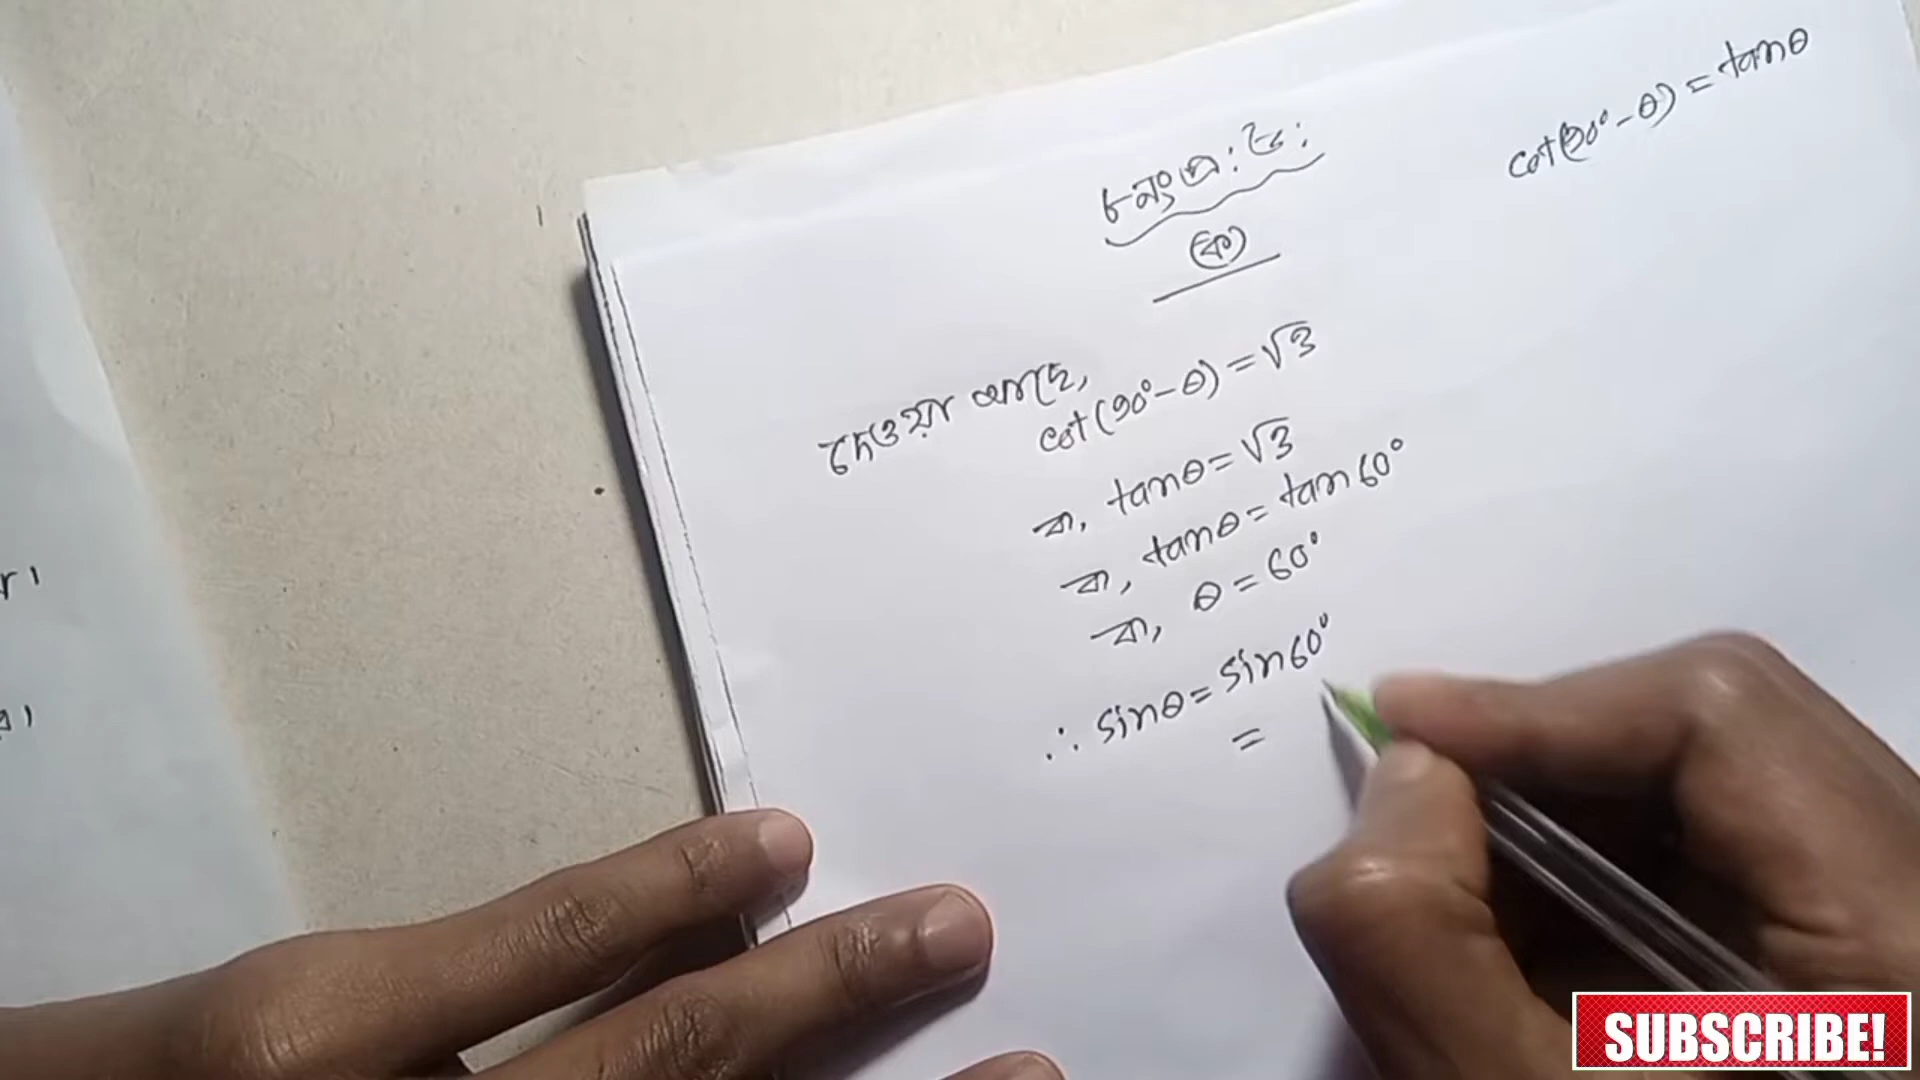 cot(90° - θ) = tanθ
৮নং প্র: উ:
(ক)
দেওয়া আছে,
cot(90° - θ) = √3
বা, tanθ = √3
বা, tanθ = tan60°
বা, θ = 60°
∴ sinθ = sin60°
=
SUBSCRIBE!